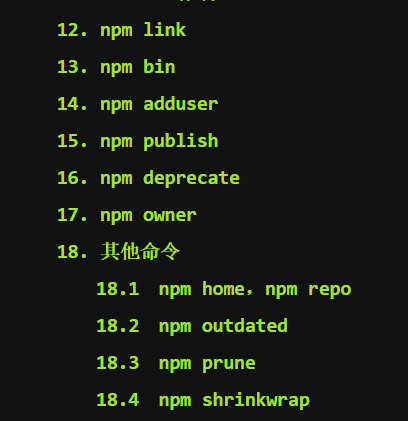 12. npm link
13. npm bin
14. npm adduser
15. npm publish
16. npm deprecate
17. npm owner
18. 其他命令
18.1 npm home，npm repo
18.2 npm outdated
18.3 npm prune
18.4 npm shrinkwrap